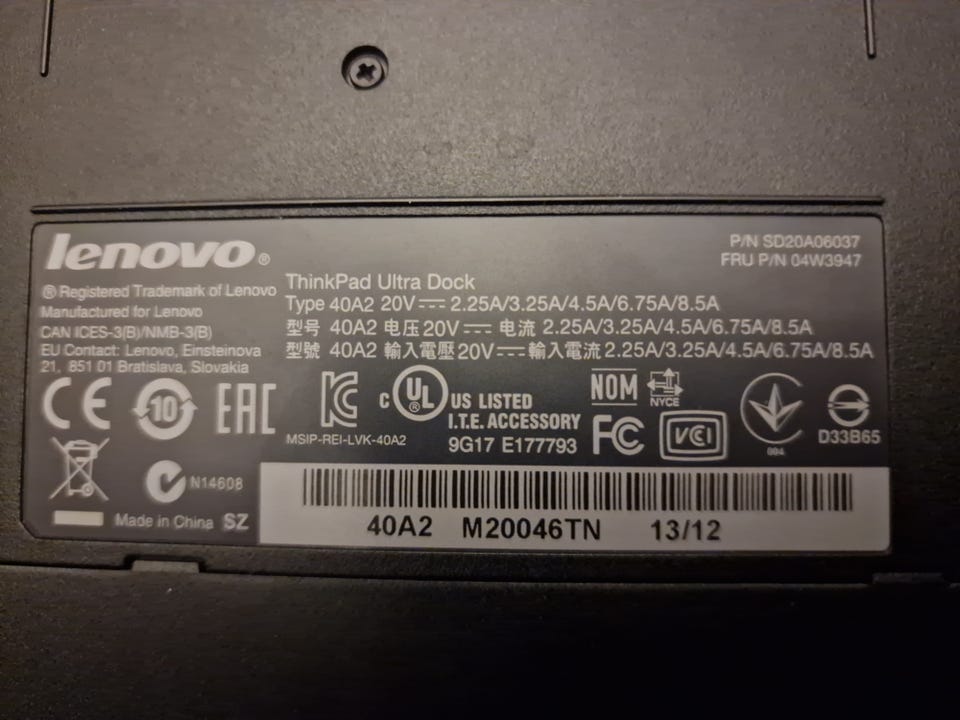 lenovo®
P/N SD20A06037
FRU P/N 04W3947
® Registered Trademark of Lenovo
Manufactured for Lenovo
CAN ICES-3(B)/NMB-3(B)
EU Contact: Lenovo, Einsteinova
21, 851 01 Bratislava, Slovakia
ThinkPad Ultra Dock
Type 40A2 20V⎓ 2.25A/3.25A/4.5A/6.75A/8.5A
型号 40A2 电压 20V⎓ 电流 2.25A/3.25A/4.5A/6.75A/8.5A
型號 40A2 輸入電壓 20V⎓輸入電流 2.25A/3.25A/4.5A/6.75A/8.5A
CE 10 EAC KC
MSIP-REI-LVK-40A2
c UL US LISTED
I.T.E. ACCESSORY
9G17 E177793
NOM NYCE
FC VCI
004
D33B65
N14608
Made in China SZ
40A2 M20046TN 13/12